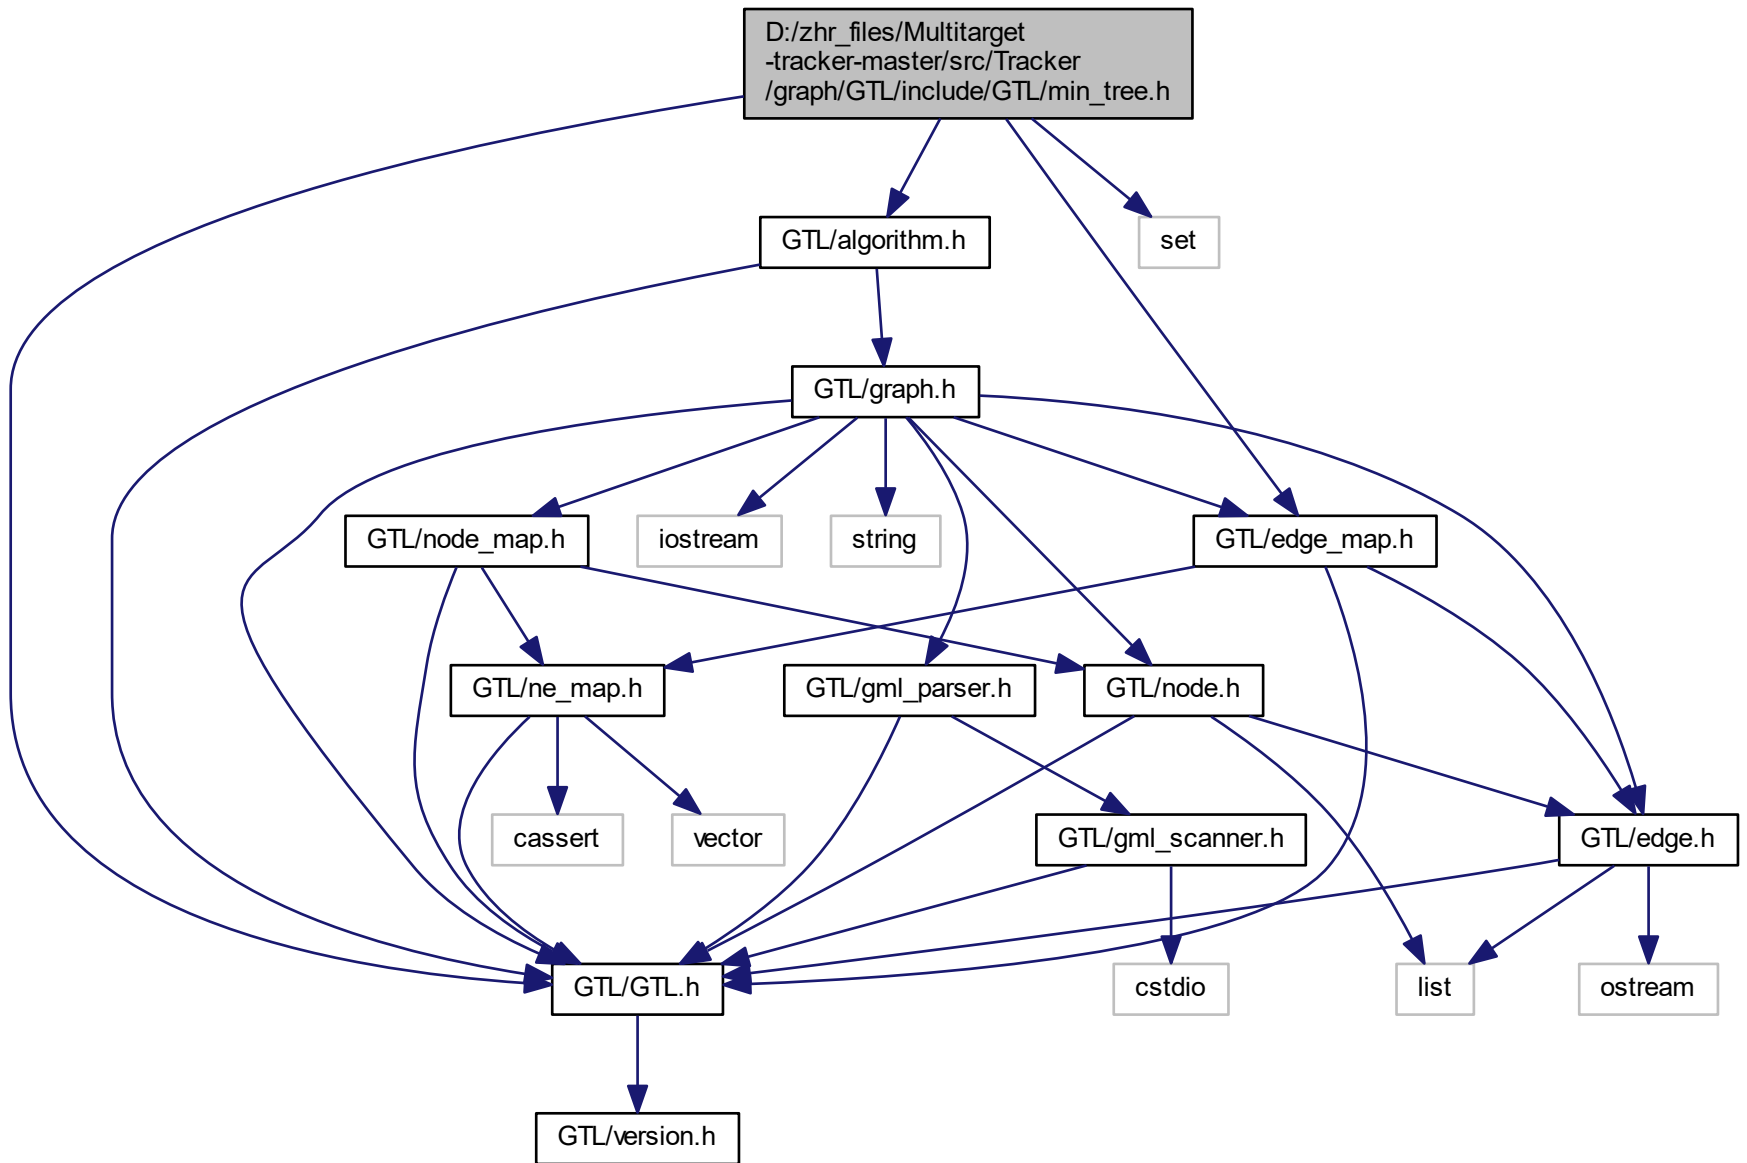 D:/zhr_files/Multitarget
-tracker-master/src/Tracker
/graph/GTL/include/GTL/min_tree.h
GTL/algorithm.h
set
GTL/graph.h
GTL/node_map.h
iostream
string
GTL/edge_map.h
GTL/ne_map.h
GTL/gml_parser.h
GTL/node.h
cassert
vector
GTL/gml_scanner.h
GTL/edge.h
GTL/GTL.h
cstdio
list
ostream
GTL/version.h